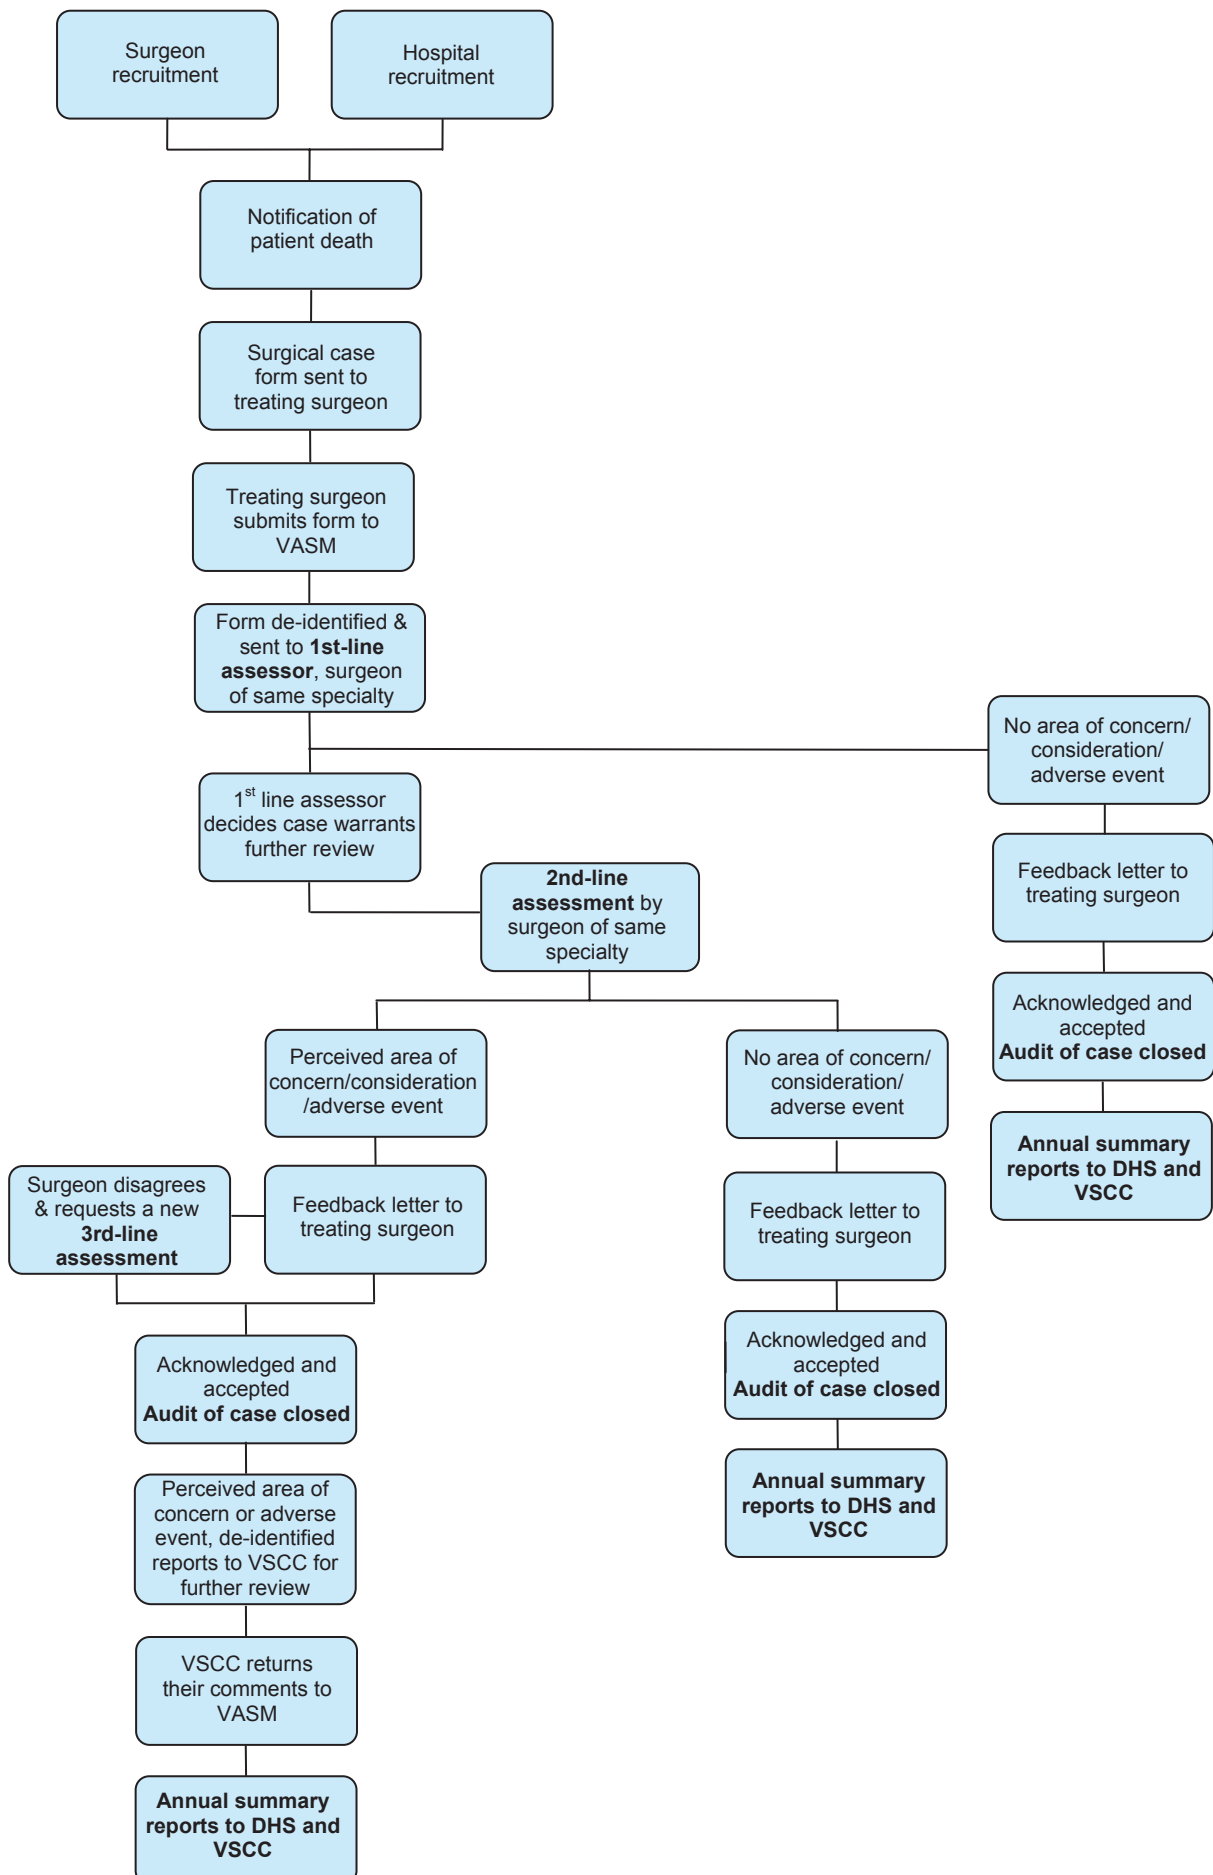 Surgeon
recruitment
Hospital
recruitment
Notification of
patient death
Surgical case
form sent to
treating surgeon
Treating surgeon
submits form to
VASM
Form de-identified &
sent to 1st-line
assessor, surgeon
of same specialty
No area of concern/
consideration/
adverse event
1st line assessor
decides case warrants
further review
Feedback letter to
treating surgeon
2nd-line
assessment by
surgeon of same
specialty
Acknowledged and
accepted
Audit of case closed
Annual summary
reports to DHS and
VSCC
Perceived area of
concern/consideration
/adverse event
No area of concern/
consideration/
adverse event
Surgeon disagrees
& requests a new
3rd-line
assessment
Feedback letter to
treating surgeon
Feedback letter to
treating surgeon
Acknowledged and
accepted
Audit of case closed
Acknowledged and
accepted
Audit of case closed
Perceived area of
concern or adverse
event, de-identified
reports to VSCC for
further review
Annual summary
reports to DHS and
VSCC
VSCC returns
their comments to
VASM
Annual summary
reports to DHS and
VSCC